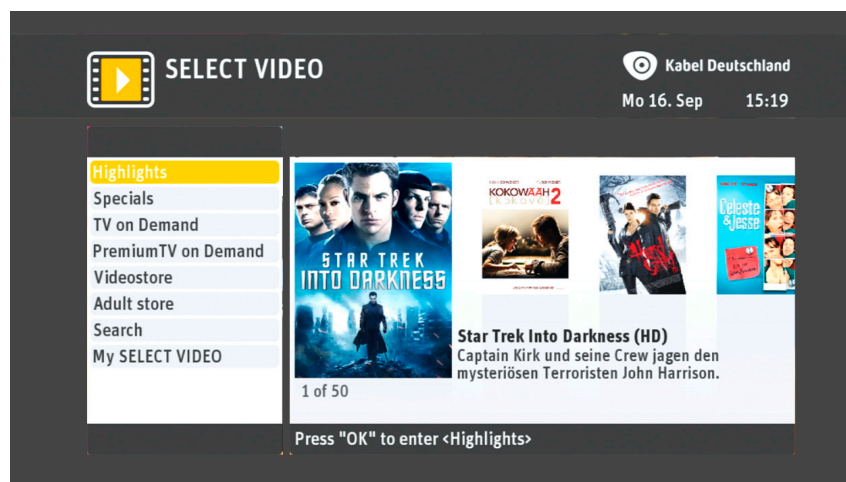 SELECT VIDEO
Kabel Deutschland
Mo 16. Sep 15:19
Highlights
Specials
TV on Demand
PremiumTV on Demand
Videostore
Adult store
Search
My SELECT VIDEO
STAR TREK
INTO DARKNESS
KOKOWÄÄH 2
[kokovɛ]
Celeste
& Jesse
Star Trek Into Darkness (HD)
Captain Kirk und seine Crew jagen den
mysteriösen Terroristen John Harrison.
1 of 50
Press "OK" to enter <Highlights>